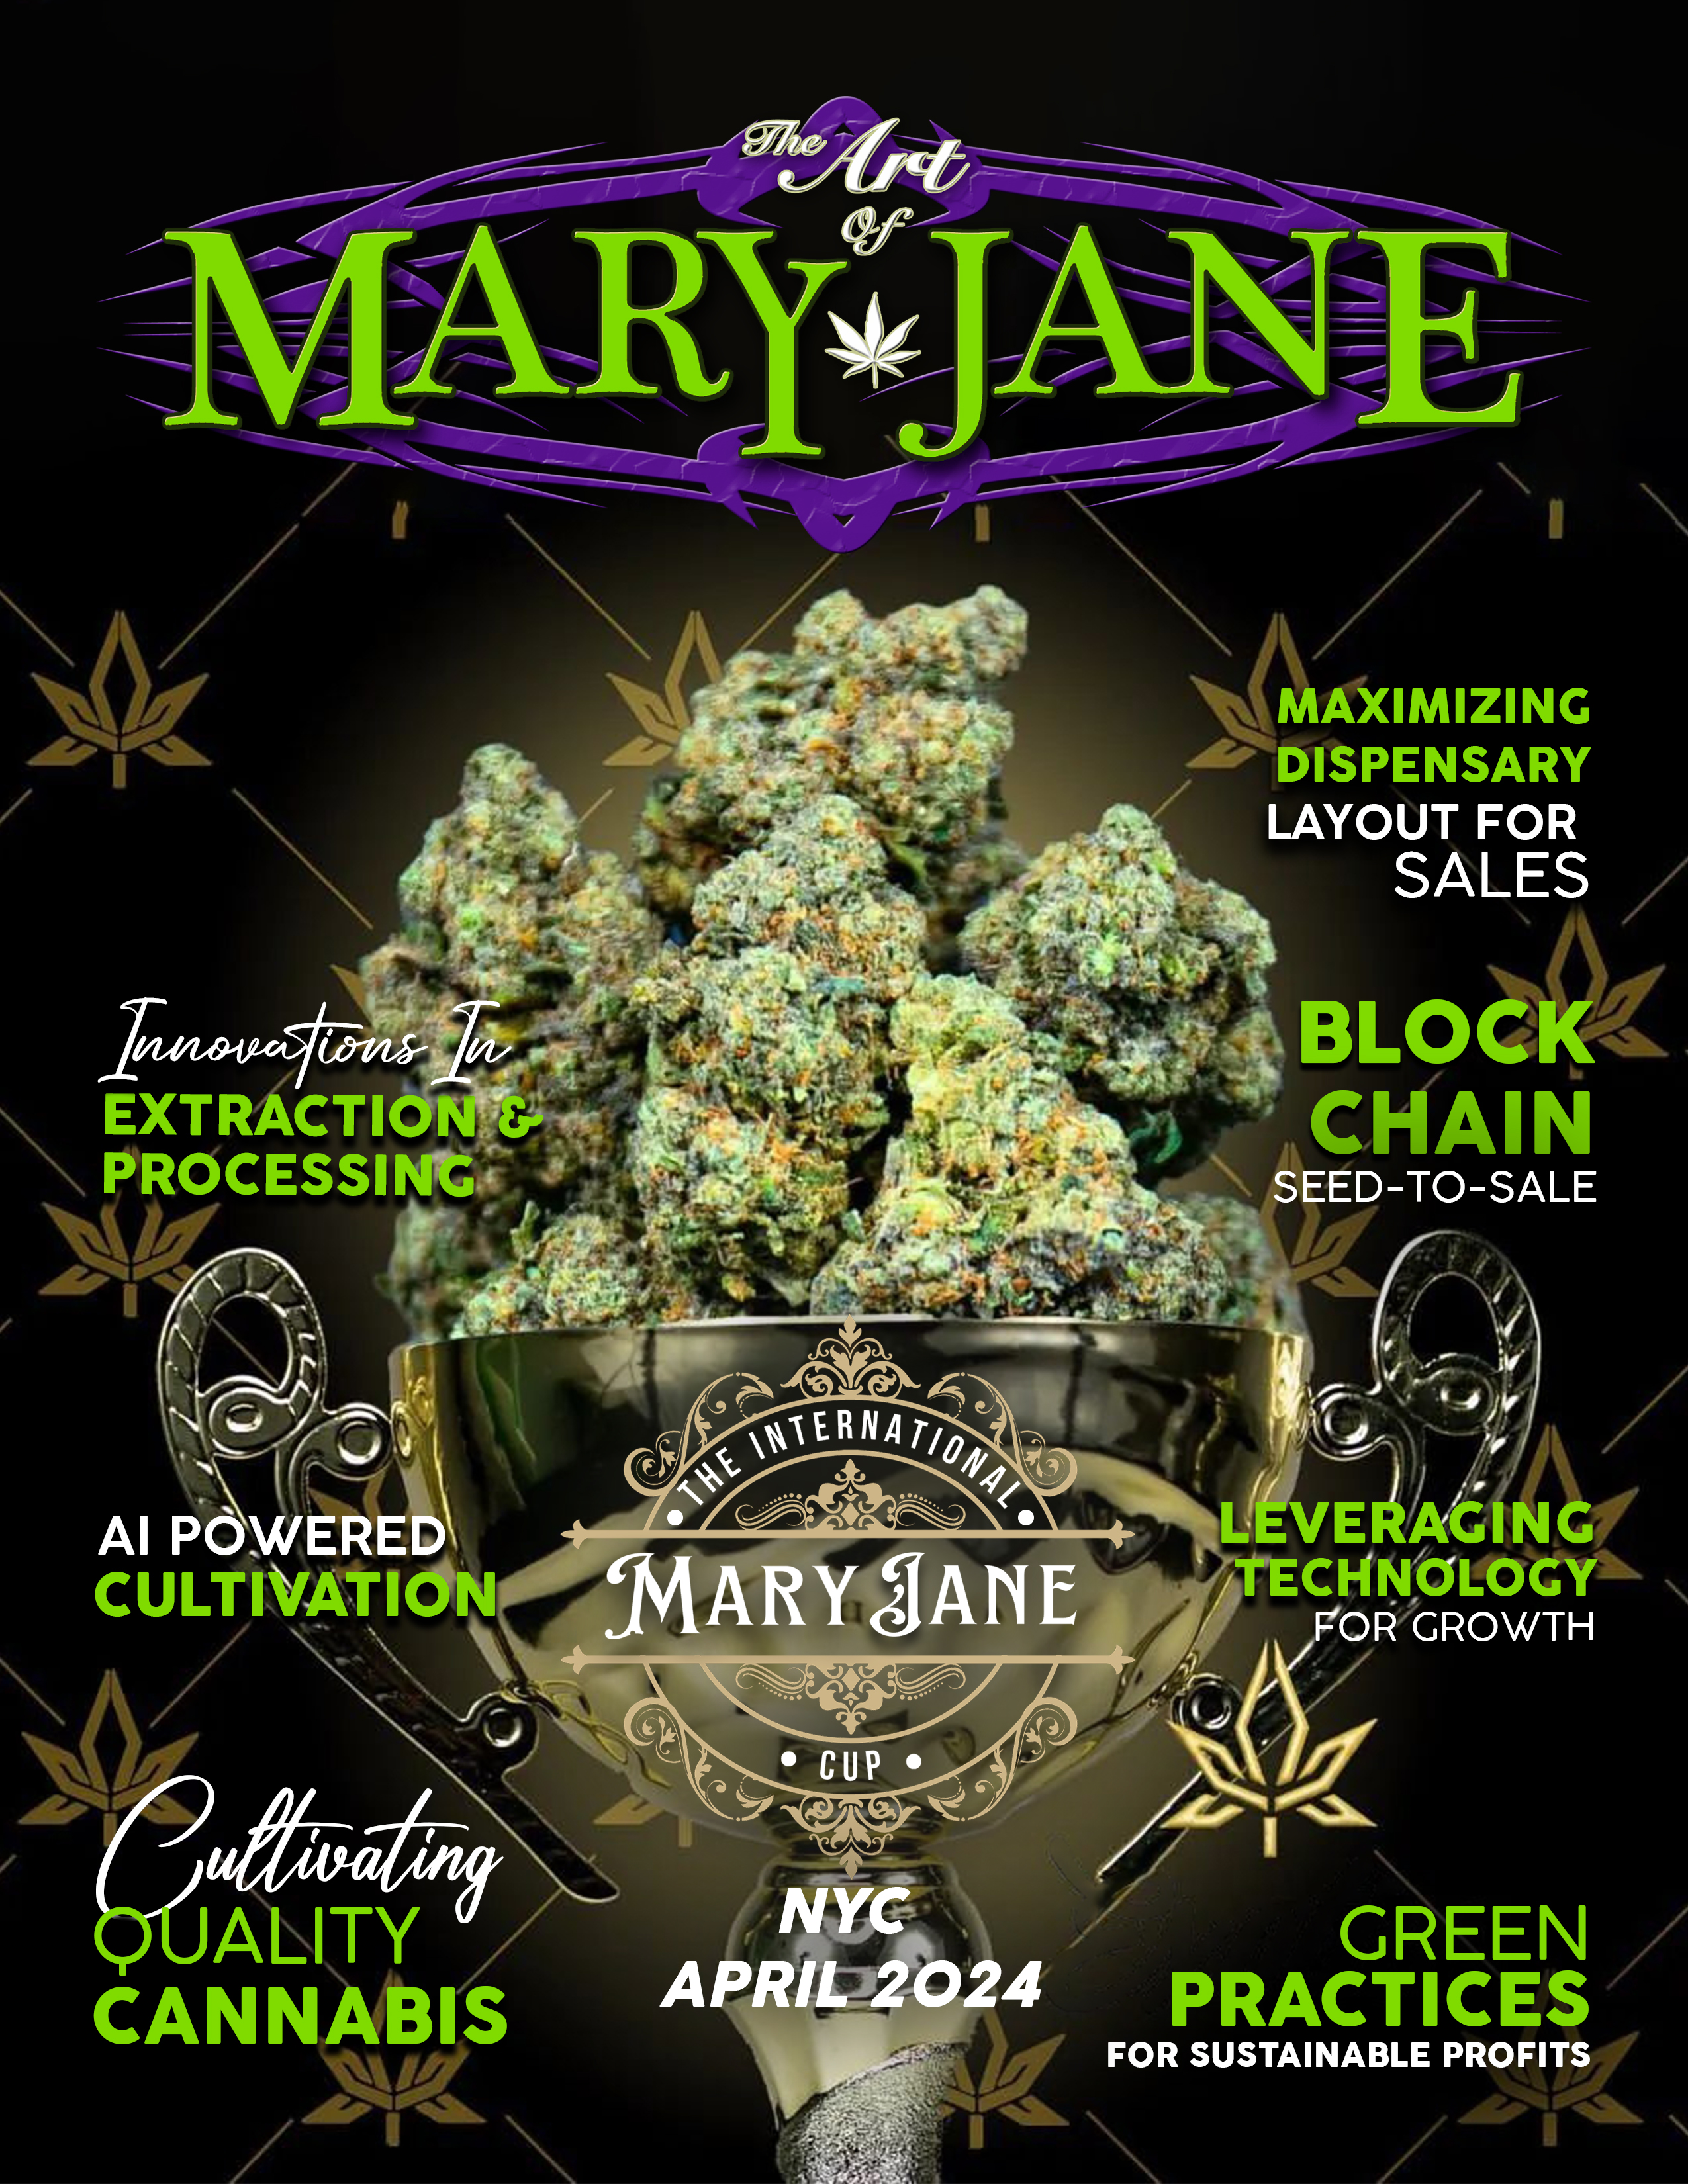 The Art
Of
MARY JANE
MAXIMIZING
DISPENSARY
LAYOUT FOR
SALES
Innovations In
EXTRACTION &
PROCESSING
BLOCK
CHAIN
SEED-TO-SALE
• THE INTERNATIONAL •
MARY JANE
• CUP •
AI POWERED
CULTIVATION
LEVERAGING
TECHNOLOGY
FOR GROWTH
Cultivating
QUALITY
CANNABIS
NYC
APRIL 2024
GREEN
PRACTICES
FOR SUSTAINABLE PROFITS